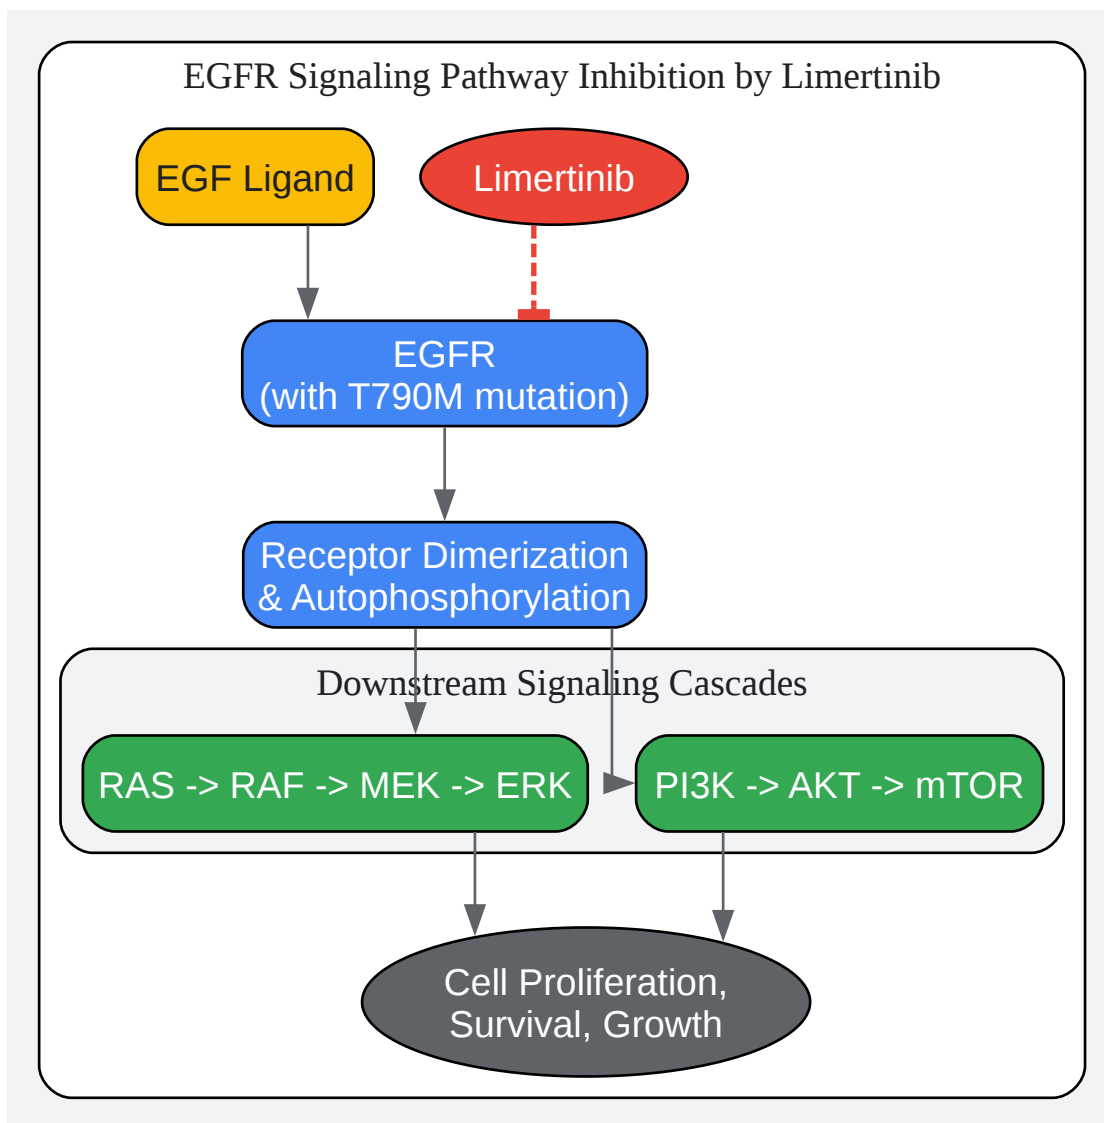 EGFR Signaling Pathway Inhibition by Limertinib
EGF Ligand
Limertinib
EGFR
(with T790M mutation)
Receptor Dimerization
& Autophosphorylation
Downstream Signaling Cascades
RAS -> RAF -> MEK -> ERK
PI3K -> AKT -> mTOR
Cell Proliferation,
Survival, Growth